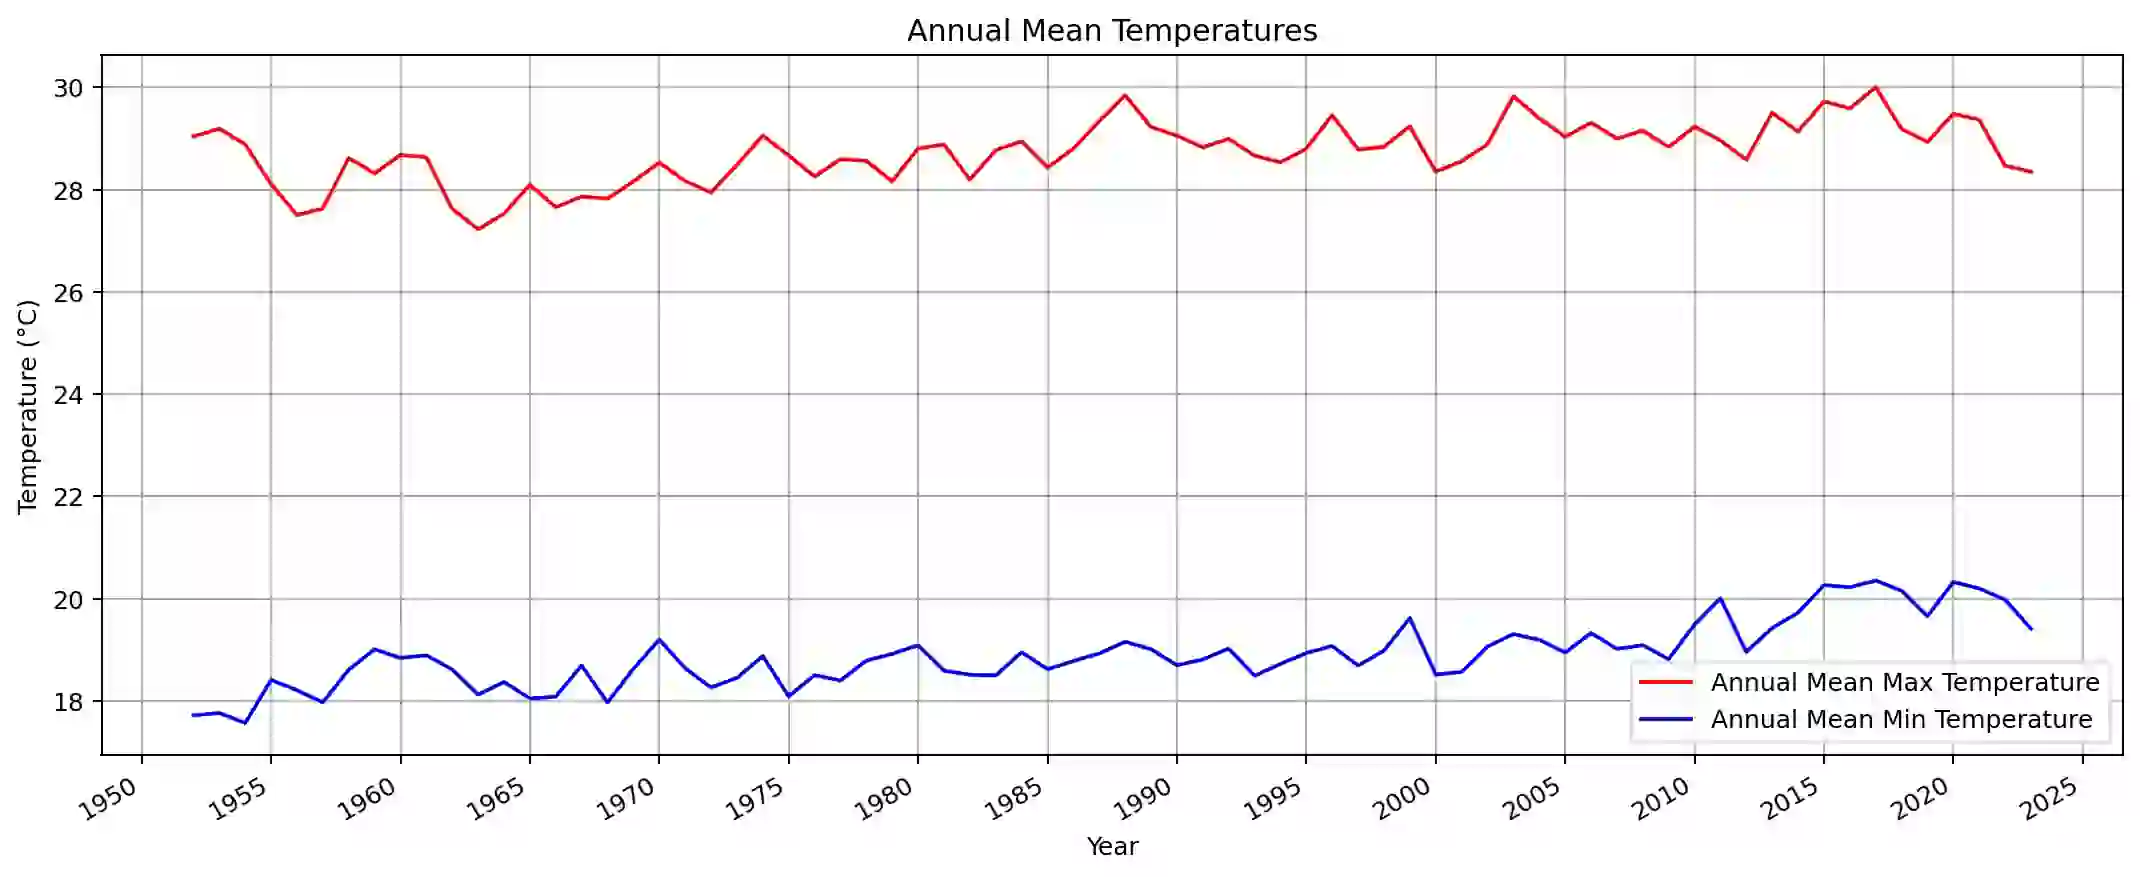 Annual Mean Temperatures
30
28
26
24
22
20
18
Temperature (°C)
Annual Mean Max Temperature
Annual Mean Min Temperature
1950 1955 1960 1965 1970 1975 1980 1985 1990 1995 2000 2005 2010 2015 2020 2025
Year